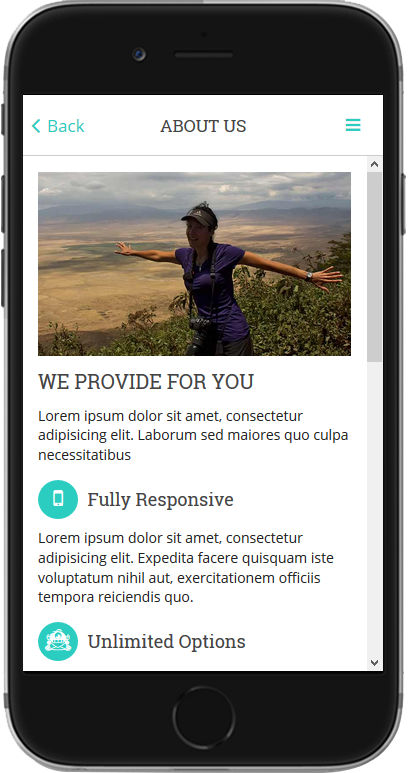 Back
ABOUT US
WE PROVIDE FOR YOU
Lorem ipsum dolor sit amet, consectetur
adipisicing elit. Laborum sed maiores quo culpa
necessitatibus
Fully Responsive
Lorem ipsum dolor sit amet, consectetur
adipisicing elit. Expedita facere quisquam iste
voluptatum nihil aut, exercitationem officiis
tempora reiciendis quo.
Unlimited Options